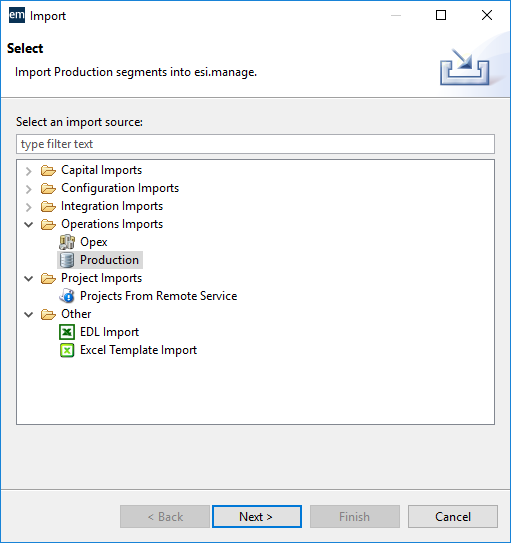 em Import
Select
Import Production segments into esi.manage.
Select an import source:
type filter text
Capital Imports
Configuration Imports
Integration Imports
Operations Imports
Opex
Production
Project Imports
Projects From Remote Service
Other
EDL Import
Excel Template Import
< Back Next > Finish Cancel